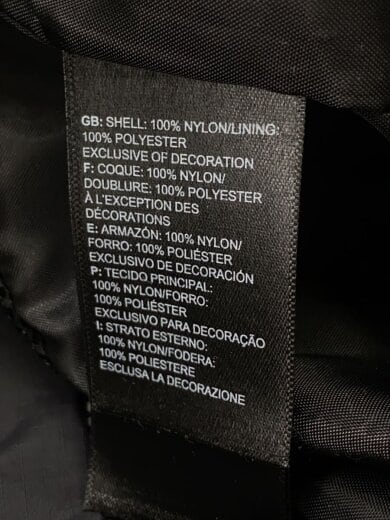 GB: SHELL: 100% NYLON/LINING:
100% POLYESTER
EXCLUSIVE OF DECORATION
F: COQUE: 100% NYLON/
DOUBLURE: 100% POLYESTER
À L'EXCEPTION DES
DÉCORATIONS
E: ARMAZÓN: 100% NYLON/
FORRO: 100% POLIÉSTER
EXCLUSIVO DE DECORACIÓN
P: TECIDO PRINCIPAL:
100% NYLON/FORRO:
100% POLIÉSTER
EXCLUSIVO PARA DECORAÇÃO
I: STRATO ESTERNO:
100% NYLON/FODERA:
100% POLIESTERE
ESCLUSA LA DECORAZIONE